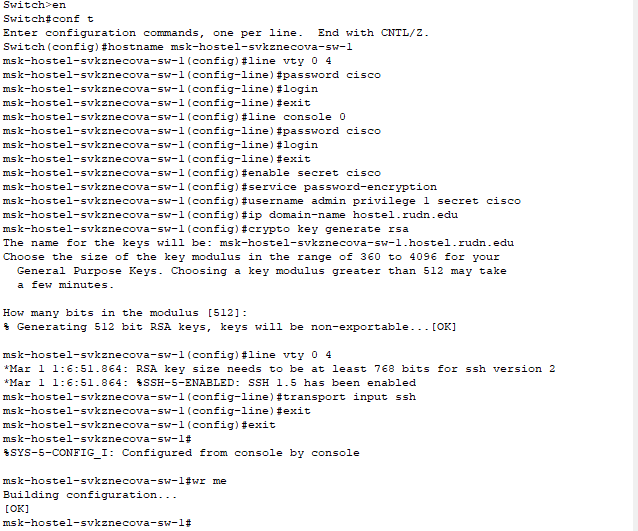 Switch>en
Switch#conf t
Enter configuration commands, one per line.  End with CNTL/Z.
Switch(config)#hostname msk-hostel-svkznecova-sw-1
msk-hostel-svkznecova-sw-1(config)#line vty 0 4
msk-hostel-svkznecova-sw-1(config-line)#password cisco
msk-hostel-svkznecova-sw-1(config-line)#login
msk-hostel-svkznecova-sw-1(config-line)#exit
msk-hostel-svkznecova-sw-1(config)#line console 0
msk-hostel-svkznecova-sw-1(config-line)#password cisco
msk-hostel-svkznecova-sw-1(config-line)#login
msk-hostel-svkznecova-sw-1(config-line)#exit
msk-hostel-svkznecova-sw-1(config)#enable secret cisco
msk-hostel-svkznecova-sw-1(config)#service password-encryption
msk-hostel-svkznecova-sw-1(config)#username admin privilege 1 secret cisco
msk-hostel-svkznecova-sw-1(config)#ip domain-name hostel.rudn.edu
msk-hostel-svkznecova-sw-1(config)#crypto key generate rsa
The name for the keys will be: msk-hostel-svkznecova-sw-1.hostel.rudn.edu
Choose the size of the key modulus in the range of 360 to 4096 for your
  General Purpose Keys. Choosing a key modulus greater than 512 may take
  a few minutes.

How many bits in the modulus [512]:
% Generating 512 bit RSA keys, keys will be non-exportable...[OK]

msk-hostel-svkznecova-sw-1(config)#line vty 0 4
*Mar 1 1:6:51.864: RSA key size needs to be at least 768 bits for ssh version 2
*Mar 1 1:6:51.864: %SSH-5-ENABLED: SSH 1.5 has been enabled
msk-hostel-svkznecova-sw-1(config-line)#transport input ssh
msk-hostel-svkznecova-sw-1(config-line)#exit
msk-hostel-svkznecova-sw-1(config)#exit
msk-hostel-svkznecova-sw-1#
%SYS-5-CONFIG_I: Configured from console by console

msk-hostel-svkznecova-sw-1#wr me
Building configuration...
[OK]
msk-hostel-svkznecova-sw-1#